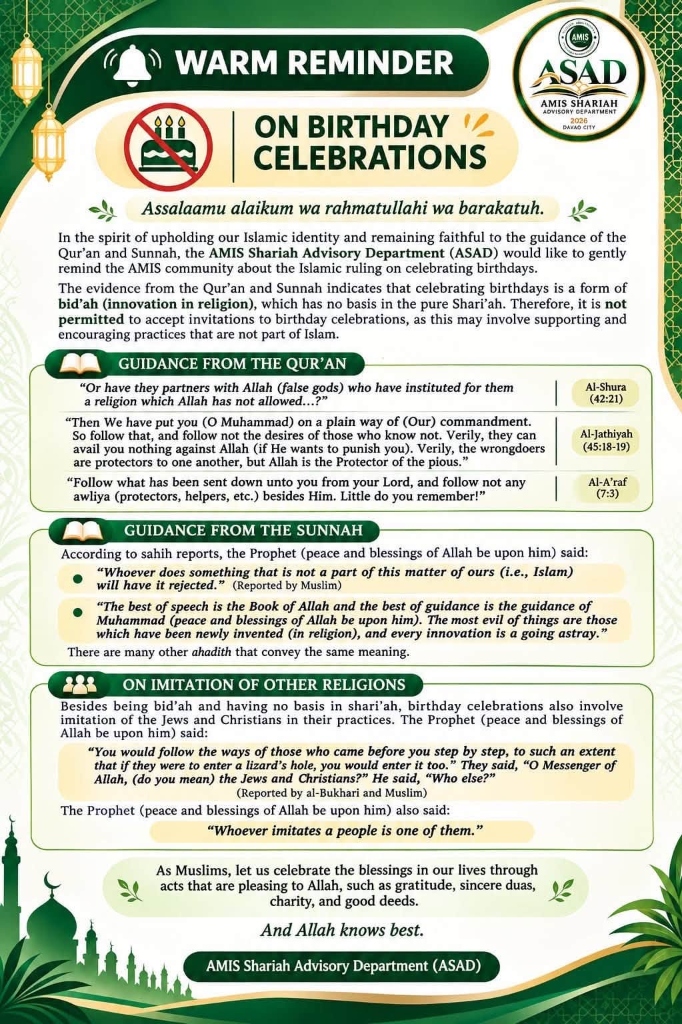 WARM REMINDER
AMIS
ASAD
AMIS SHARIAH
ADVISORY DEPARTMENT
2026
DAVAO CITY
ON BIRTHDAY
CELEBRATIONS
Assalaamu alaikum wa rahmatullahi wa barakatuh.
In the spirit of upholding our Islamic identity and remaining faithful to the guidance of the
Qur'an and Sunnah, the AMIS Shariah Advisory Department (ASAD) would like to gently
remind the AMIS community about the Islamic ruling on celebrating birthdays.
The evidence from the Qur'an and Sunnah indicates that celebrating birthdays is a form of
bid'ah (innovation in religion), which has no basis in the pure Shari'ah. Therefore, it is not
permitted to accept invitations to birthday celebrations, as this may involve supporting and
encouraging practices that are not part of Islam.
GUIDANCE FROM THE QUR'AN
"Or have they partners with Allah (false gods) who have instituted for them
a religion which Allah has not allowed...?"
Al-Shura
(42:21)
"Then We have put you (O Muhammad) on a plain way of (Our) commandment.
So follow that, and follow not the desires of those who know not. Verily, they can
avail you nothing against Allah (if He wants to punish you). Verily, the wrongdoers
are protectors to one another, but Allah is the Protector of the pious."
Al-Jathiyah
(45:18-19)
"Follow what has been sent down unto you from your Lord, and follow not any
awliya (protectors, helpers, etc.) besides Him. Little do you remember!"
Al-A'raf
(7:3)
GUIDANCE FROM THE SUNNAH
According to sahih reports, the Prophet (peace and blessings of Allah be upon him) said:
• "Whoever does something that is not a part of this matter of ours (i.e., Islam)
will have it rejected." (Reported by Muslim)
• "The best of speech is the Book of Allah and the best of guidance is the guidance of
Muhammad (peace and blessings of Allah be upon him). The most evil of things are those
which have been newly invented (in religion), and every innovation is a going astray."
There are many other ahadith that convey the same meaning.
ON IMITATION OF OTHER RELIGIONS
Besides being bid'ah and having no basis in shari'ah, birthday celebrations also involve
imitation of the Jews and Christians in their practices. The Prophet (peace and blessings of
Allah be upon him) said:
"You would follow the ways of those who came before you step by step, to such an extent
that if they were to enter a lizard's hole, you would enter it too." They said, "O Messenger of
Allah, (do you mean) the Jews and Christians?" He said, "Who else?"
(Reported by al-Bukhari and Muslim)
The Prophet (peace and blessings of Allah be upon him) also said:
"Whoever imitates a people is one of them."
As Muslims, let us celebrate the blessings in our lives through
acts that are pleasing to Allah, such as gratitude, sincere duas,
charity, and good deeds.
And Allah knows best.
AMIS Shariah Advisory Department (ASAD)